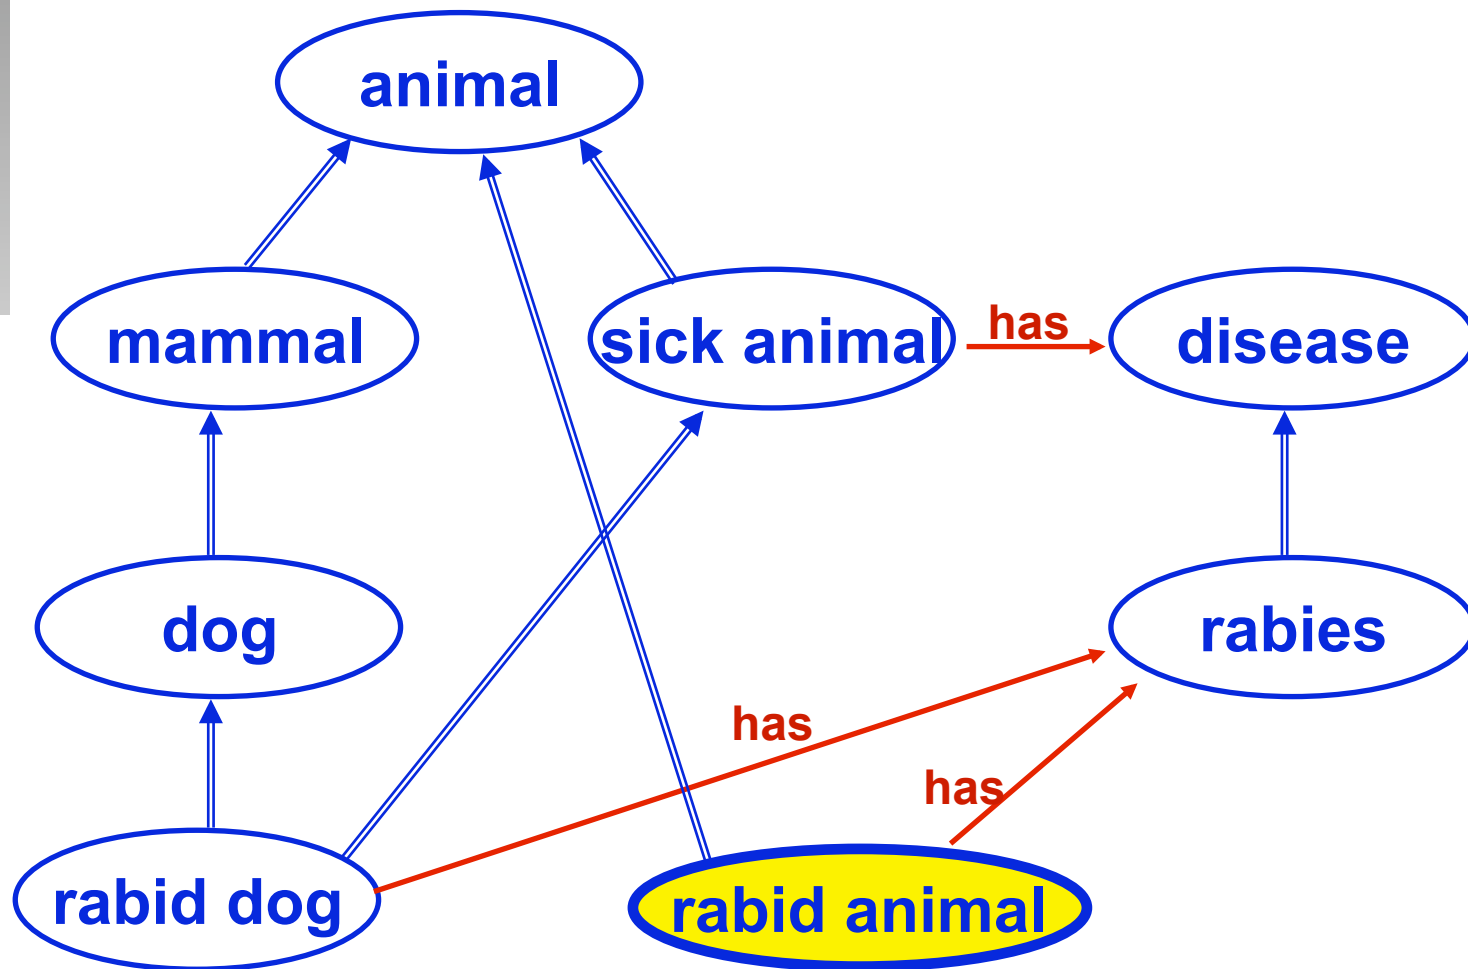 animal
mammal
sick animal
has
disease
dog
rabies
has
has
rabid dog
rabid animal